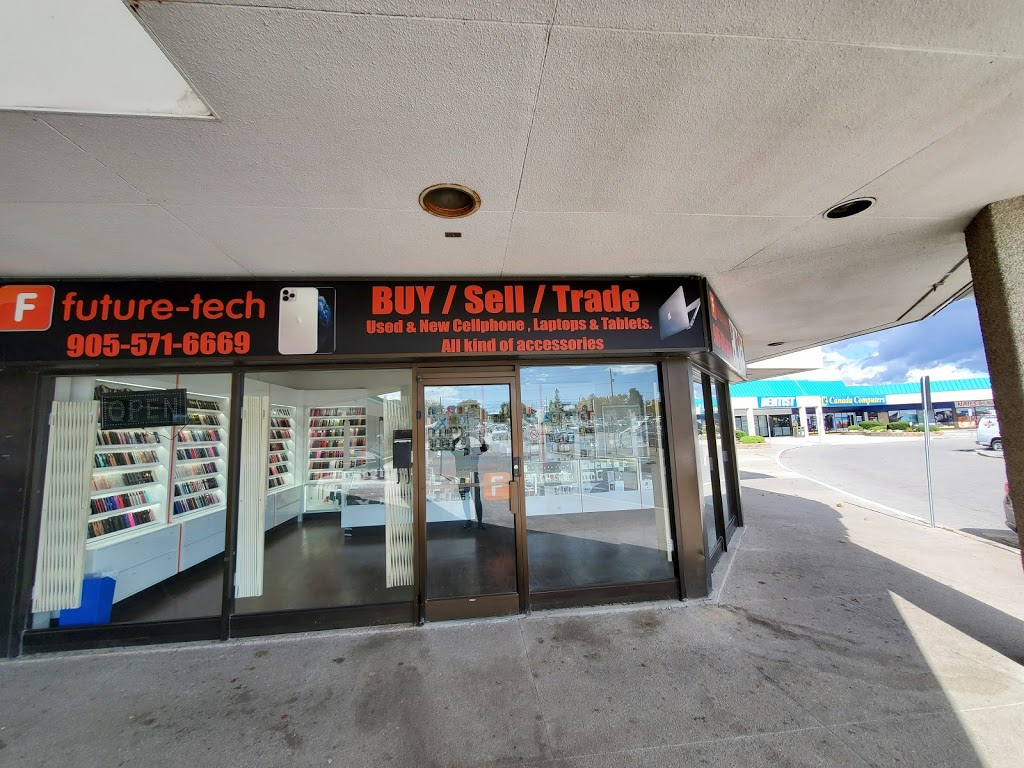 F future-tech
905-571-6669
BUY / Sell / Trade
Used & New Cellphone , Laptops & Tablets.
All kind of accessories
OPEN
F
Canada Computers